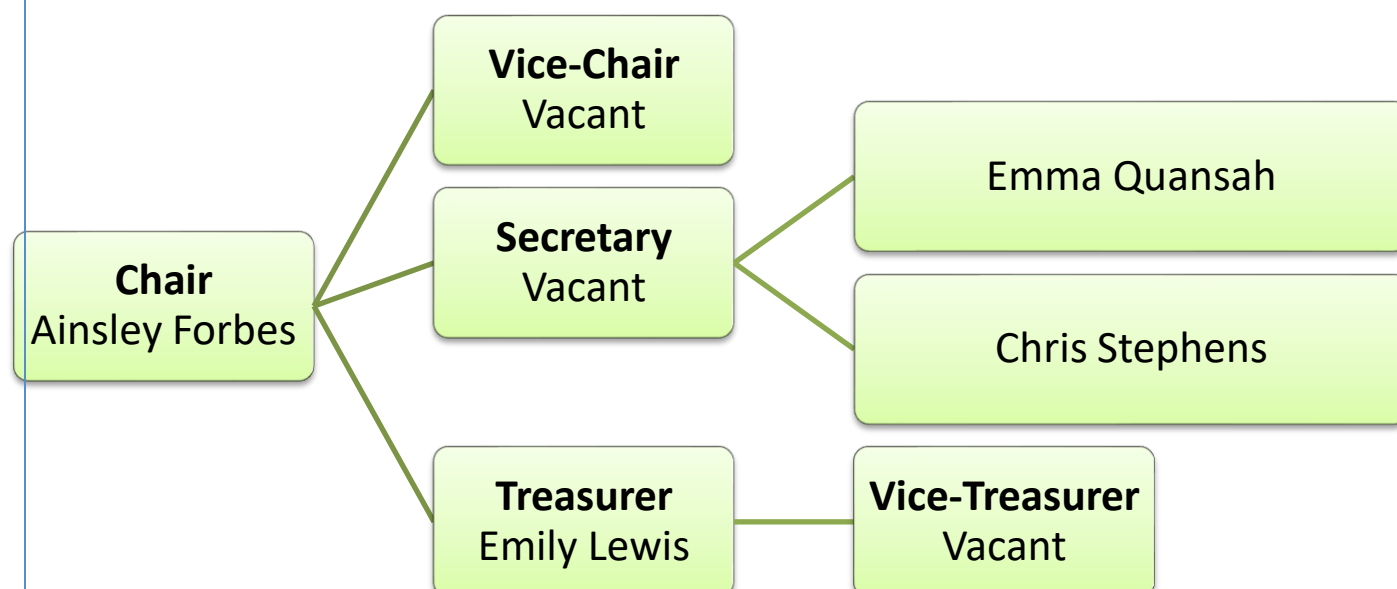 Vice-Chair
Vacant
Emma Quansah
Secretary
Vacant
Chair
Ainsley Forbes
Chris Stephens
Treasurer
Emily Lewis
Vice-Treasurer
Vacant